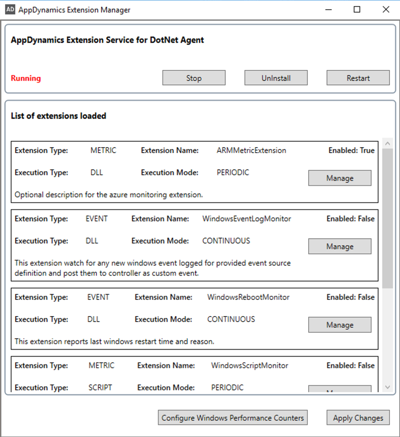 AD AppDynamics Extension Manager
AppDynamics Extension Service for DotNet Agent
Running Stop UnInstall Restart
List of extensions loaded
Extension Type: METRIC Extension Name: ARMMetricExtension Enabled: True
Execution Type: DLL Execution Mode: PERIODIC
Manage
Optional description for the azure monitoring extension.
Extension Type: EVENT Extension Name: WindowsEventLogMonitor Enabled: False
Execution Type: DLL Execution Mode: CONTINUOUS
Manage
This extension watch for any new windows event logged for provided event source
definition and post them to controller as custom event.
Extension Type: EVENT Extension Name: WindowsRebootMonitor Enabled: False
Execution Type: DLL Execution Mode: CONTINUOUS
Manage
This extension reports last windows restart time and reason.
Extension Type: METRIC Extension Name: WindowsScriptMonitor Enabled: False
Execution Type: SCRIPT Execution Mode: PERIODIC
Manage
Configure Windows Performance Counters Apply Changes